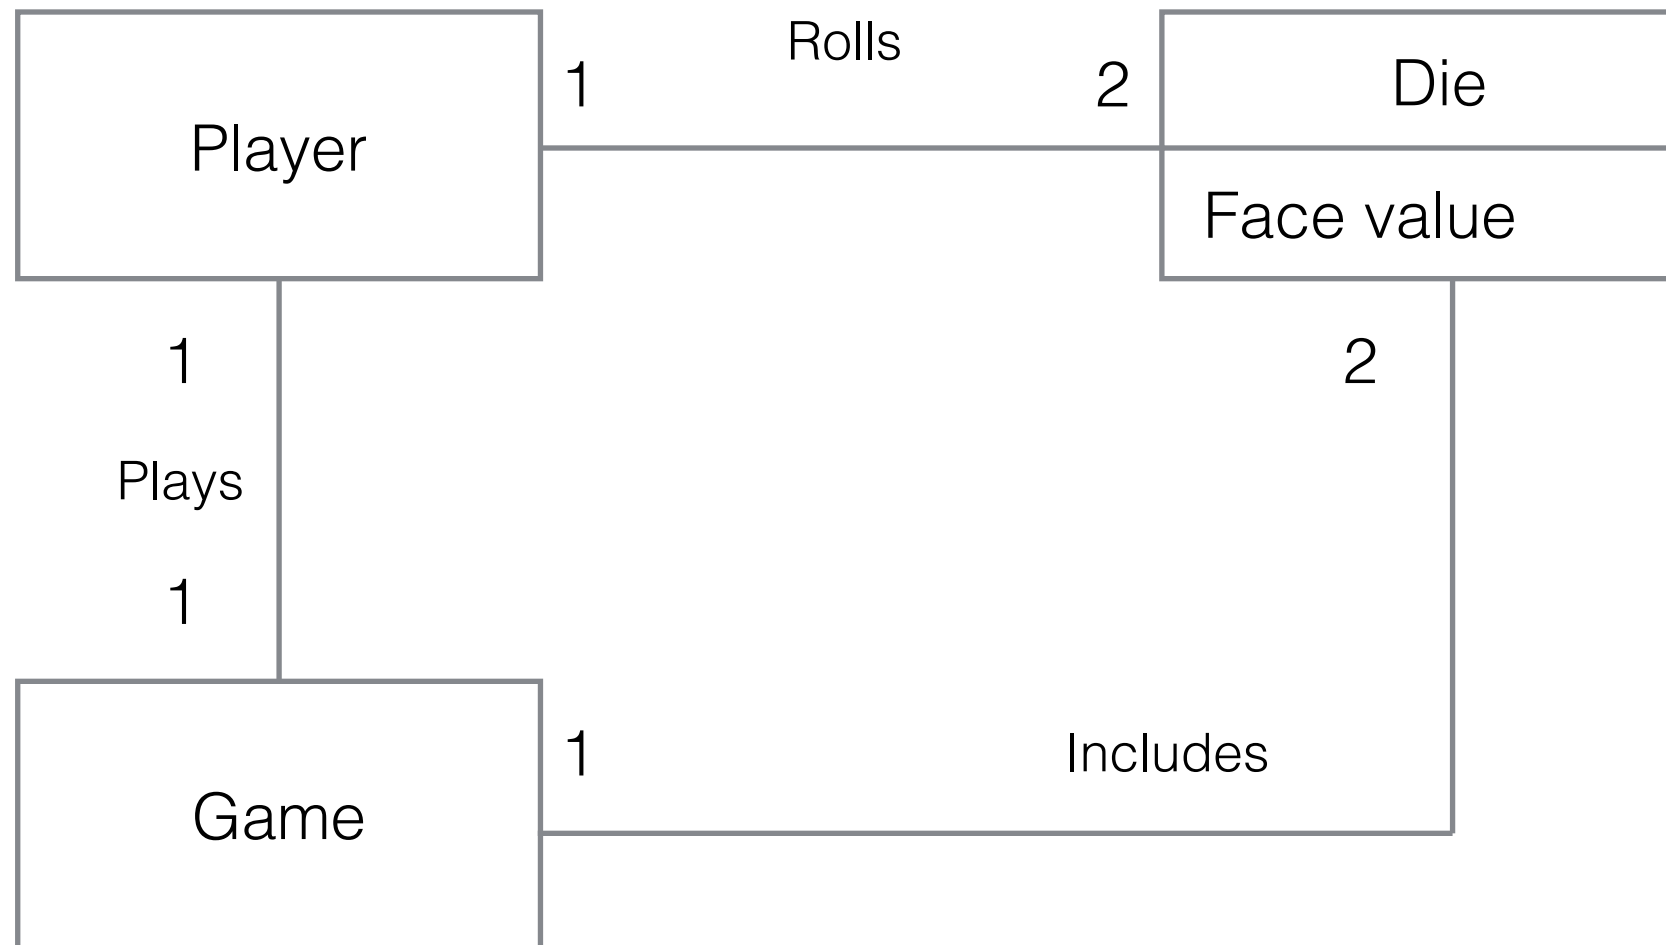 Rolls
1
2
Die
Player
Face value
1
2
Plays
1
1
Includes
Game